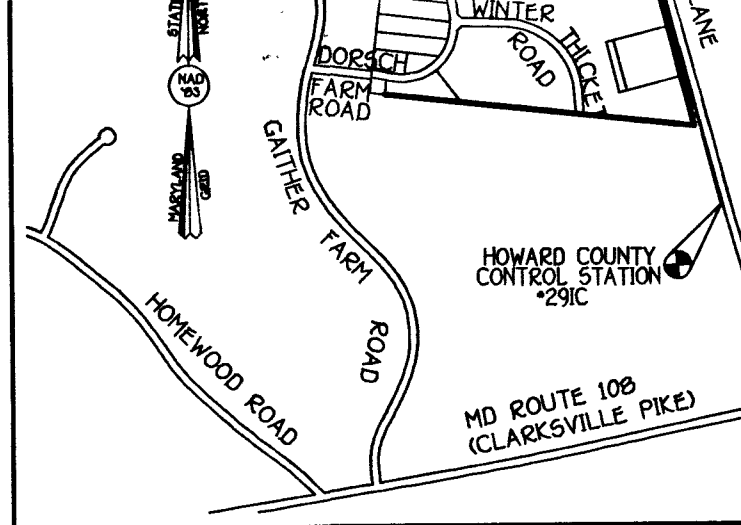 WINTER
THICKET
ROAD
LANE
DORSCH
FARM
ROAD
NAD
'83
MARYLAND
GRID
GAITHER
FARM
ROAD
HOWARD COUNTY
CONTROL STATION
*29IC
HOMEWOOD ROAD
MD ROUTE 108
(CLARKSVILLE PIKE)